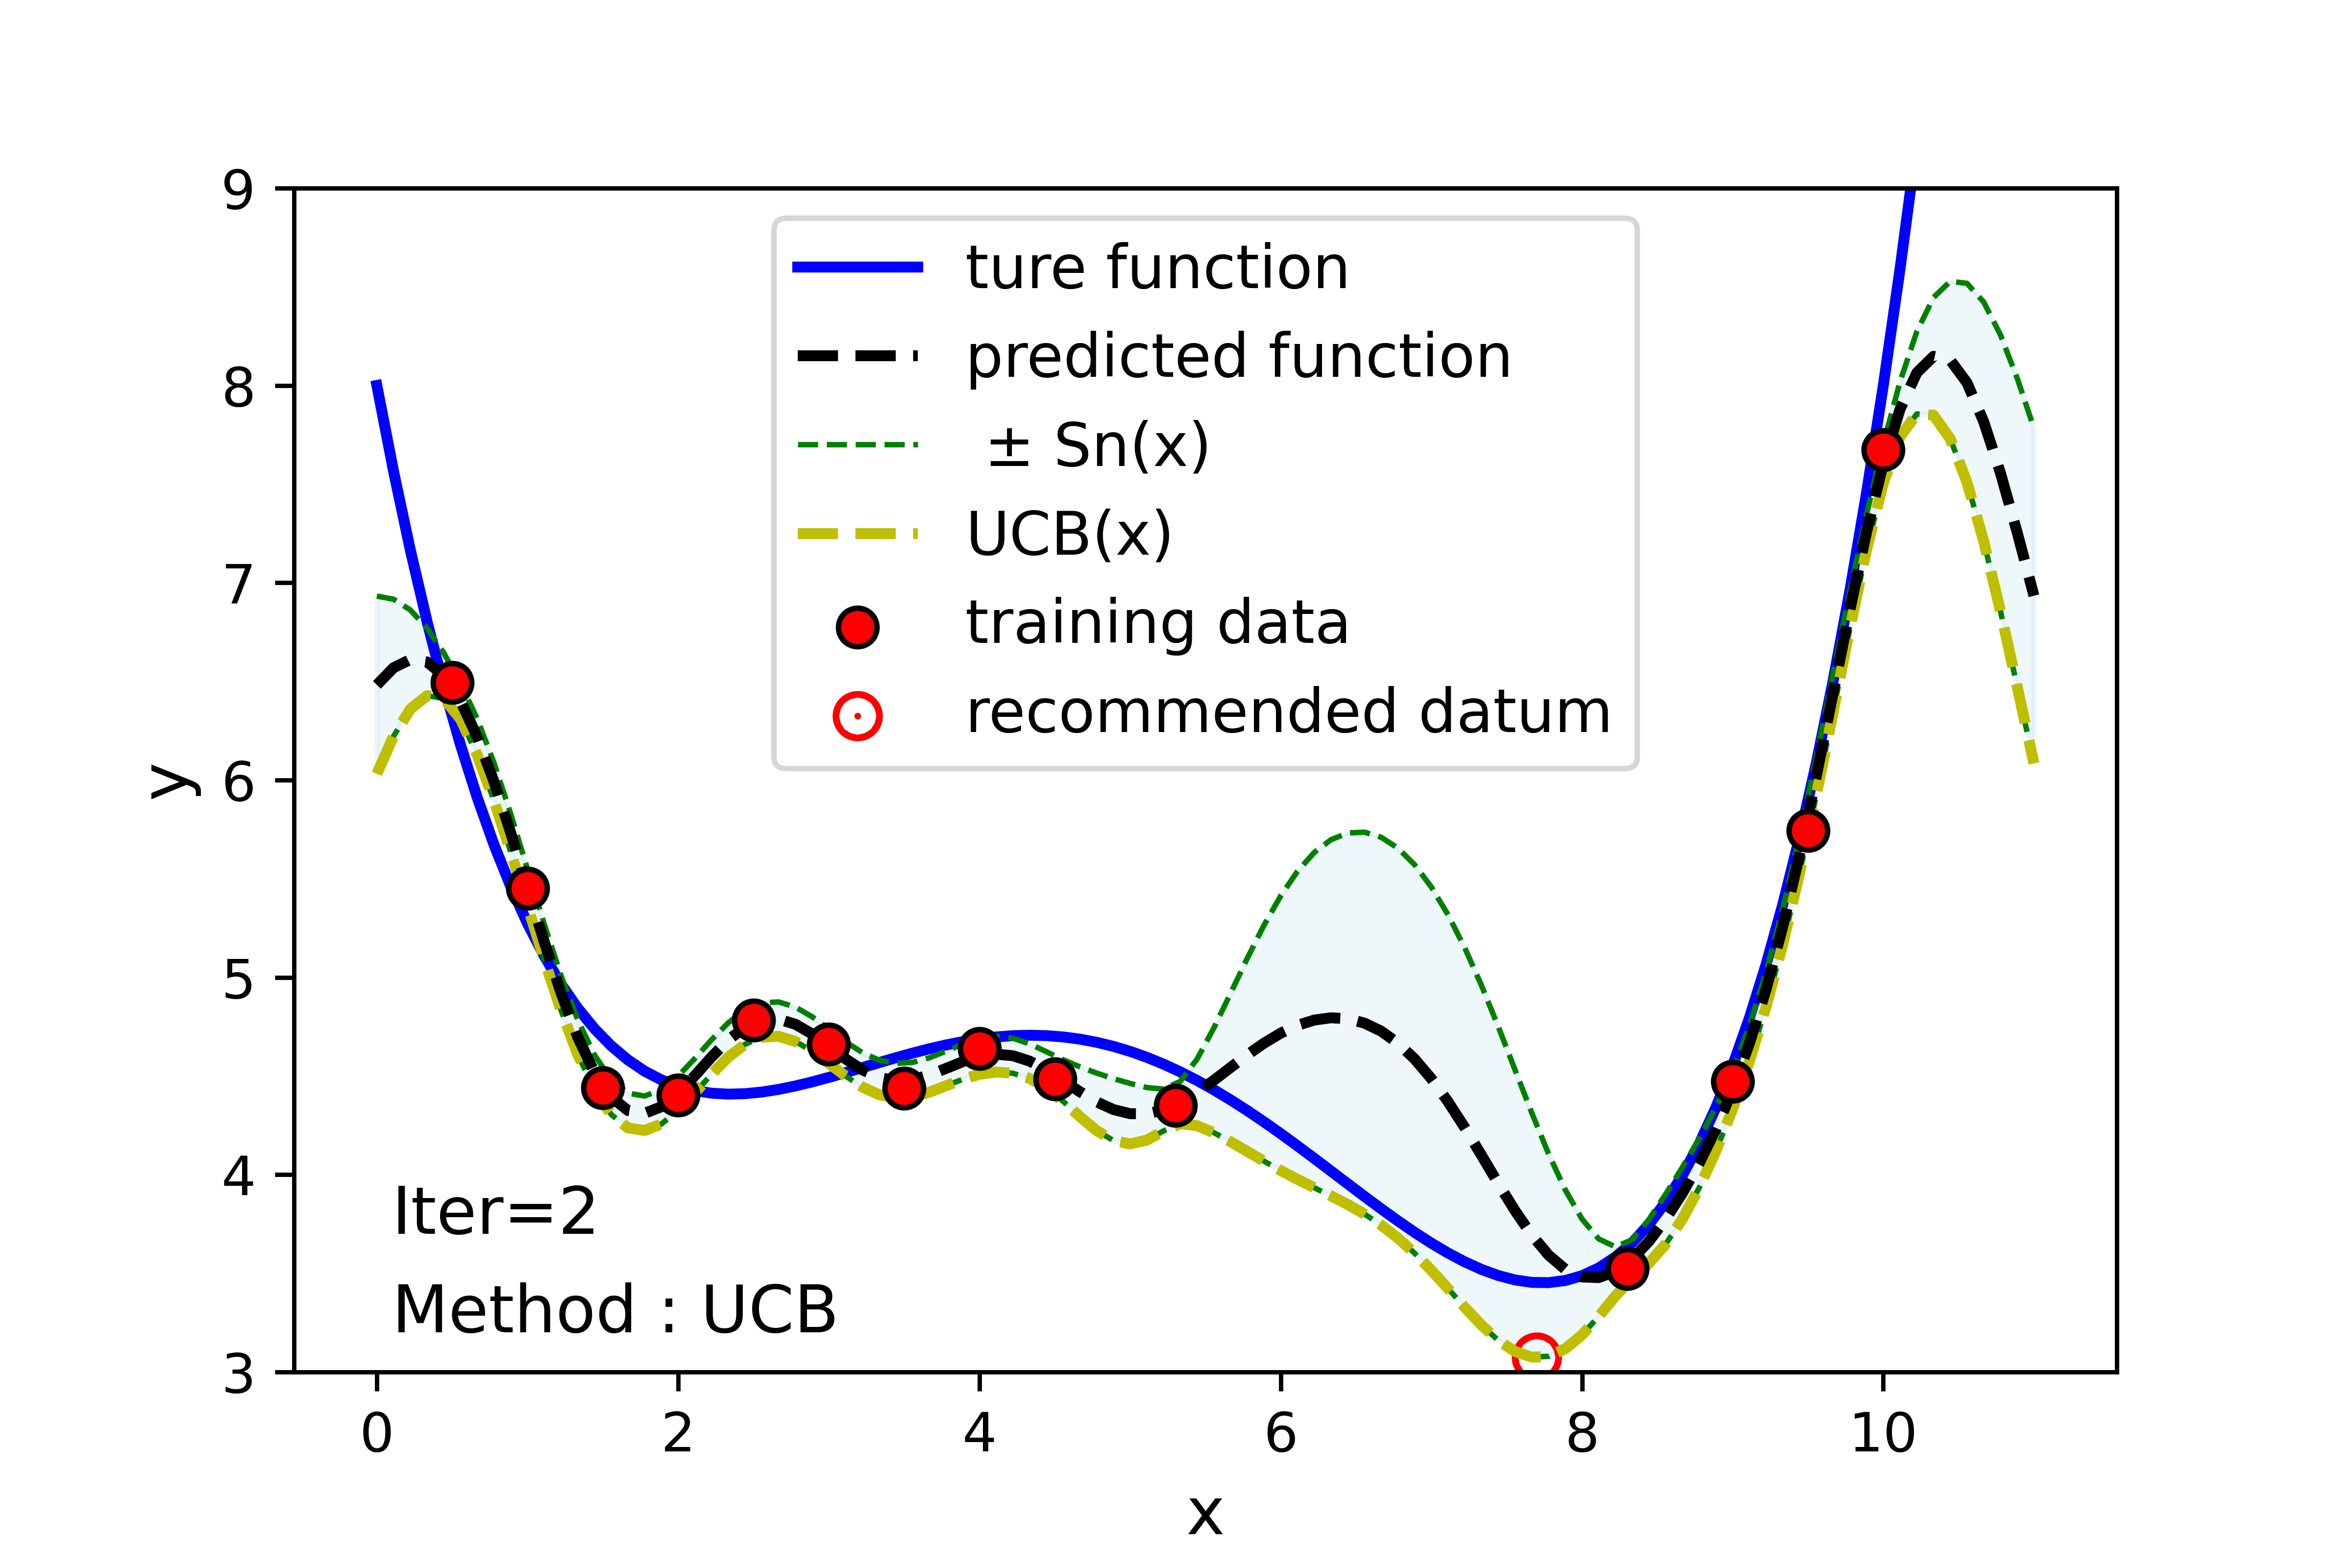 9
8
7
6
5
4
3
y
ture function
predicted function
± Sn(x)
UCB(x)
training data
recommended datum
Iter=2
Method : UCB
0 2 4 6 8 10
x